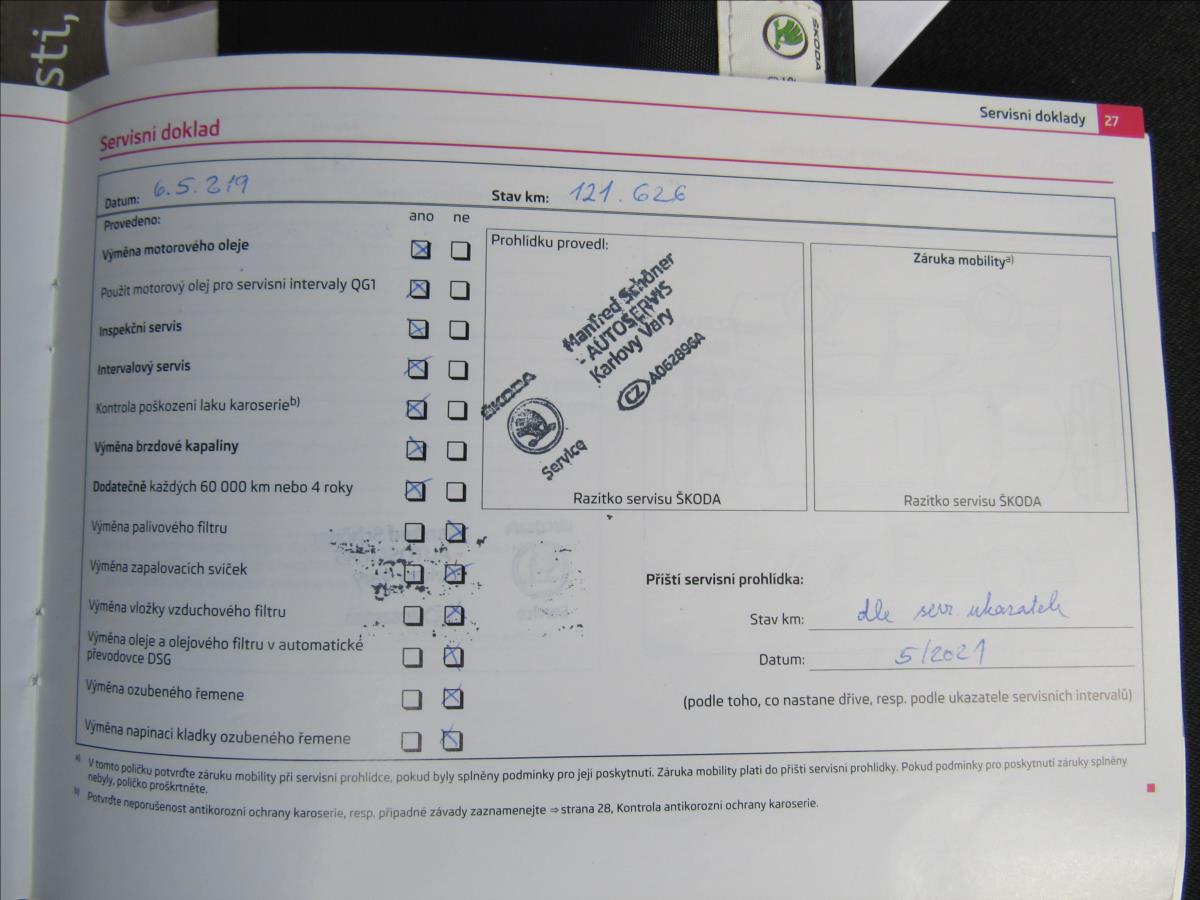 sti,
ŠKODA
Servisní doklady 27
Servisní doklad
Datum: 6.5.219 Stav km: 121.626
Provedeno: ano ne
Výměna motorového oleje
Použit motorový olej pro servisní intervaly QG1
Inspekční servis
Intervalový servis
Kontrola poškození laku karoserieb)
Výměna brzdové kapaliny
Dodatečně každých 60 000 km nebo 4 roky
Výměna palivového filtru
Výměna zapalovacích svíček
Výměna vložky vzduchového filtru
Výměna oleje a olejového filtru v automatické
převodovce DSG
Výměna ozubeného řemene
Výměna napínací kladky ozubeného řemene
Prohlídku provedl:
Manfred Schöner
- AUTOSERVIS
Karlovy Vary
CZ A062896A
ŠKODA
Service
Razítko servisu ŠKODA
Záruka mobilitya)
Razítko servisu ŠKODA
Příští servisní prohlídka:
Stav km: dle serv. ukazatele
Datum: 5/2021
(podle toho, co nastane dříve, resp. podle ukazatele servisních intervalů)
a) V tomto políčku potvrďte záruku mobility při servisní prohlídce, pokud byly splněny podmínky pro její poskytnutí. Záruka mobility platí do příští servisní prohlídky. Pokud podmínky pro poskytnutí záruky splněny
nebyly, políčko proškrtněte.
b) Potvrďte neporušenost antikorozní ochrany karoserie, resp. případné závady zaznamenejte ⇒ strana 28, Kontrola antikorozní ochrany karoserie.